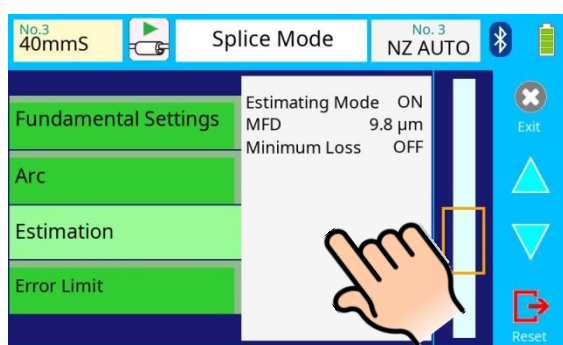 No.3
40mmS
Splice Mode
No. 3
NZ AUTO
Fundamental Settings
Arc
Estimation
Error Limit
Estimating Mode ON
MFD 9.8 µm
Minimum Loss OFF
Exit
Reset